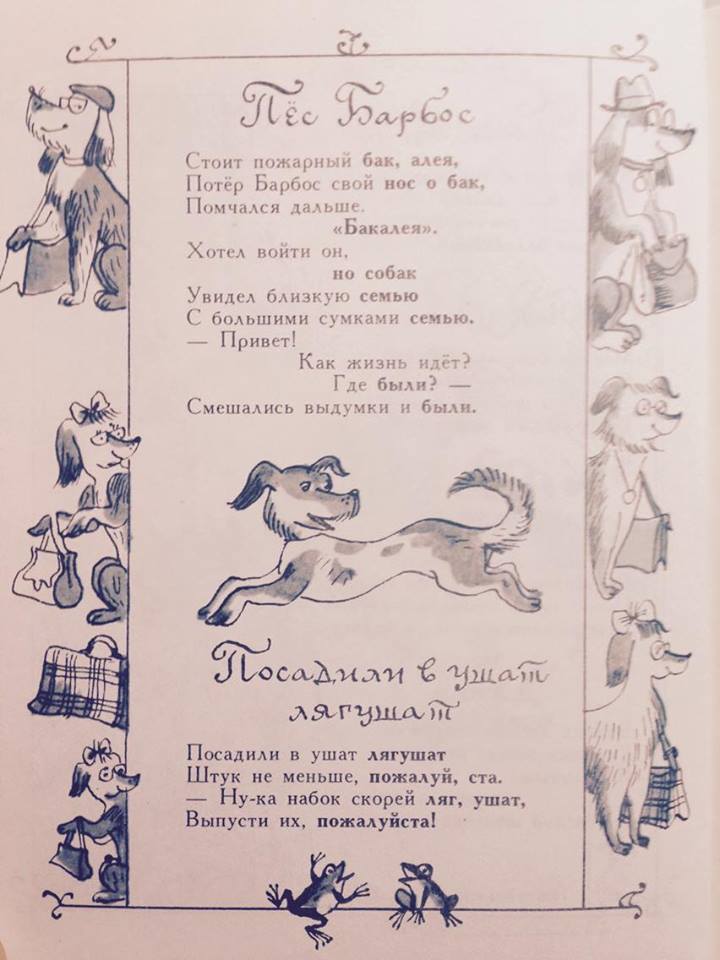 Пёс Барбос
Стоит пожарный бак, алея,
Потёр Барбос свой нос о бак,
Помчался дальше.
«Бакалея».
Хотел войти он,
но собак
Увидел близкую семью
С большими сумками семью.
— Привет!
Как жизнь идёт?
Где были? —
Смешались выдумки и были.
Посадили в ушат
лягушат
Посадили в ушат лягушат
Штук не меньше, пожалуй, ста.
— Ну-ка набок скорей ляг, ушат,
Выпусти их, пожалуйста!